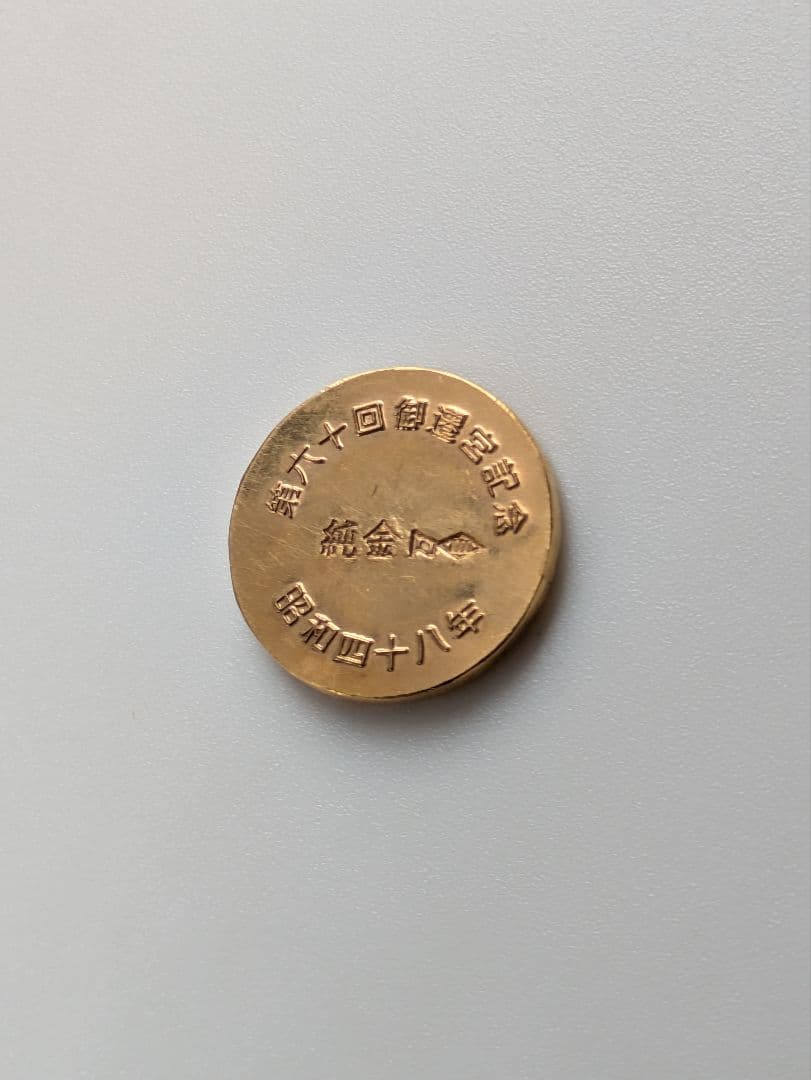 第六十回御遷宮記念
純金
昭和四十八年